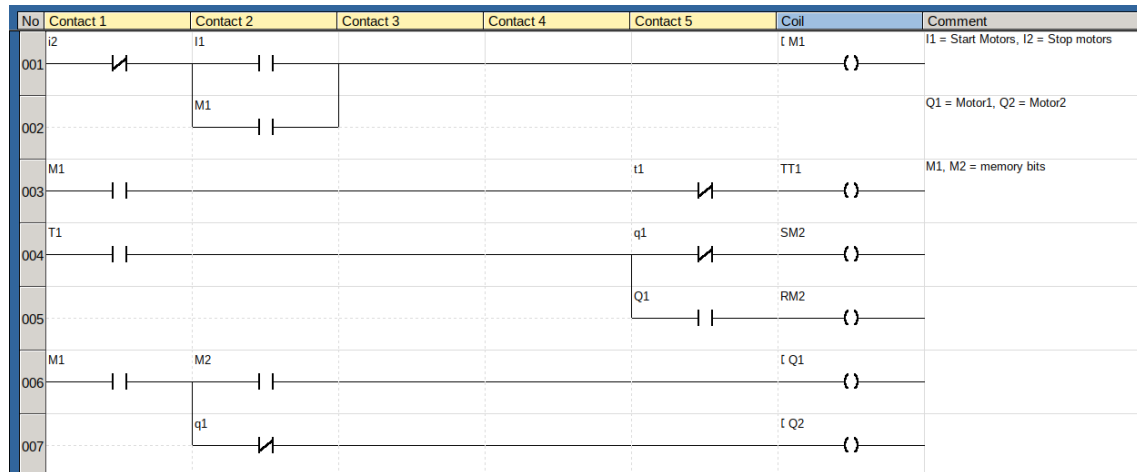 No Contact 1 Contact 2 Contact 3 Contact 4 Contact 5 Coil Comment
i2 I1 [ M1 I1 = Start Motors, I2 = Stop motors
001
M1 Q1 = Motor1, Q2 = Motor2
002
M1 t1 TT1 M1, M2 = memory bits
003
T1 q1 SM2
004
Q1 RM2
005
M1 M2 [ Q1
006
q1 [ Q2
007